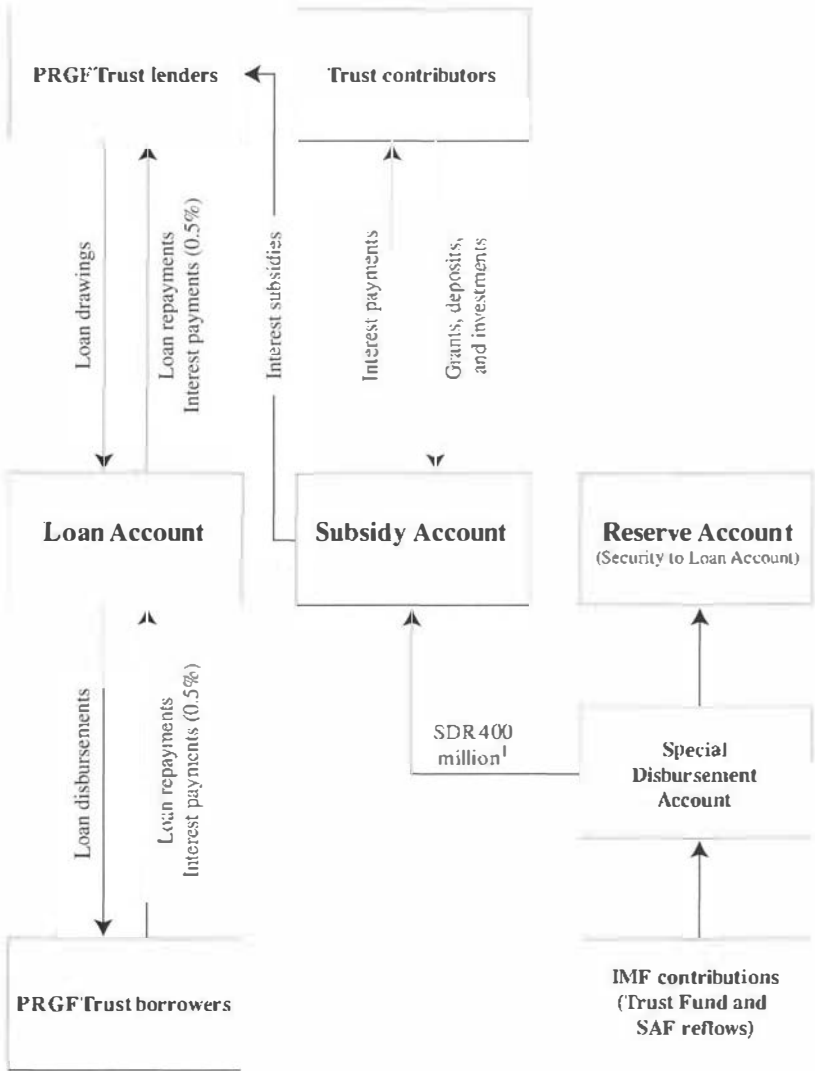 PRGF Trust lenders
Trust contributors
Loan drawings
Loan repayments
Interest payments (0.5%)
Interest subsidies
Interest payments
Grants, deposits,
and investments
Loan Account
Subsidy Account
Reserve Account
(Security to Loan Account)
Loan disbursements
Loan repayments
Interest payments (0.5%)
SDR400
million¹
Special
Disbursement
Account
PRGF Trust borrowers
IMF contributions
(Trust Fund and
SAF reflows)